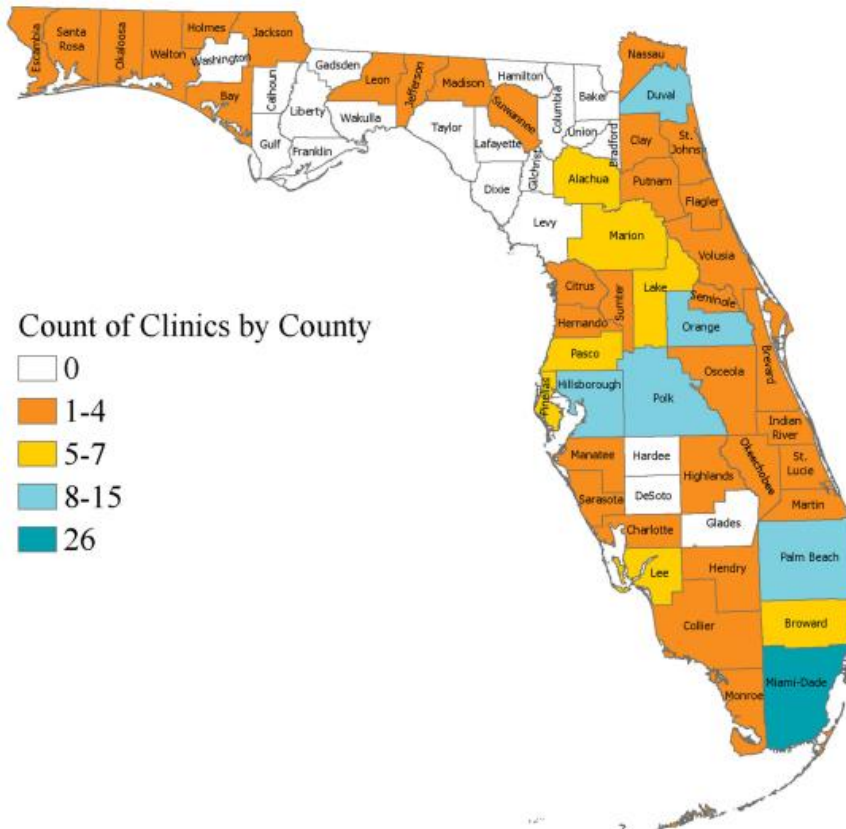 Holmes
Jackson
Escambia
Santa
Rosa
Okaloosa
Walton
Washington
Bay
Calhoun
Gadsden
Liberty
Gulf
Franklin
Leon
Wakulla
Jefferson
Madison
Taylor
Hamilton
Suwannee
Lafayette
Dixie
Columbia
Gilchrist
Levy
Baker
Union
Bradford
Nassau
Duval
Clay
St.
Johns
Alachua
Putnam
Flagler
Marion
Volusia
Citrus
Sumter
Lake
Seminole
Hernando
Orange
Brevard
Pasco
Osceola
Pinellas
Hillsborough
Polk
Indian
River
Manatee
Hardee
Highlands
Okeechobee
St.
Lucie
Sarasota
DeSoto
Martin
Charlotte
Glades
Lee
Hendry
Palm Beach
Collier
Broward
Monroe
Miami-Dade
Count of Clinics by County
0
1-4
5-7
8-15
26